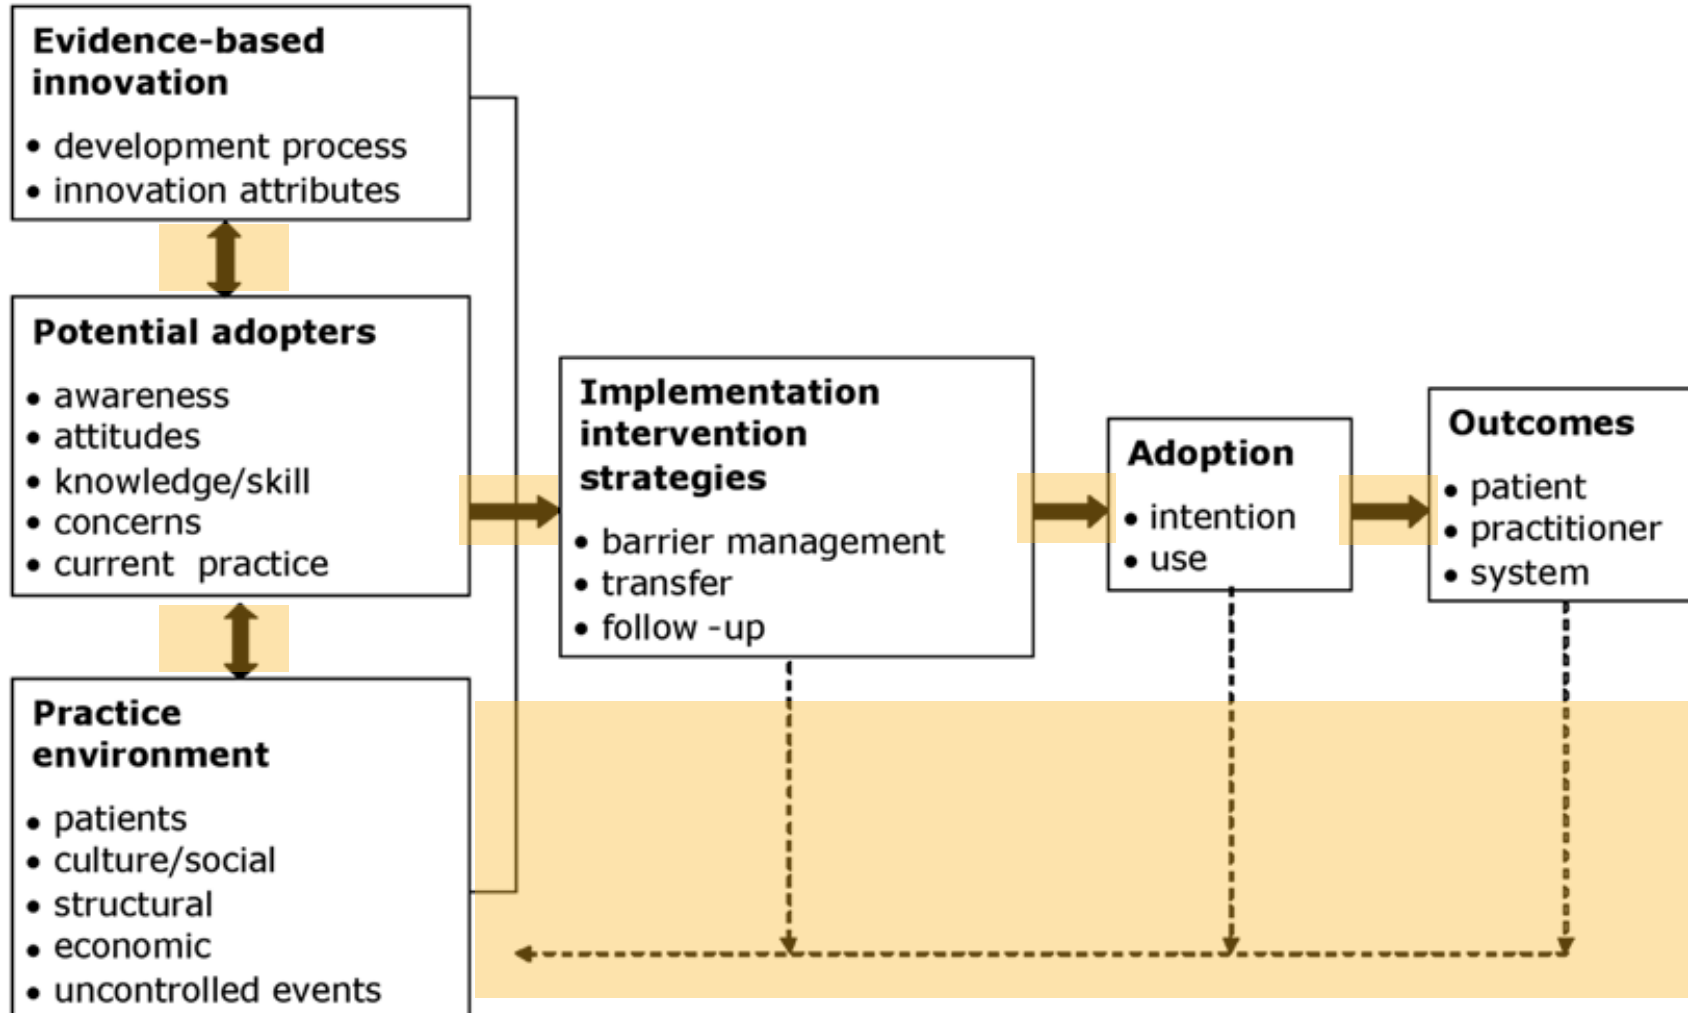 Evidence-based
innovation
• development process
• innovation attributes
Potential adopters
• awareness
• attitudes
• knowledge/skill
• concerns
• current practice
Practice
environment
• patients
• culture/social
• structural
• economic
• uncontrolled events
Implementation
intervention
strategies
• barrier management
• transfer
• follow -up
Adoption
• intention
• use
Outcomes
• patient
• practitioner
• system